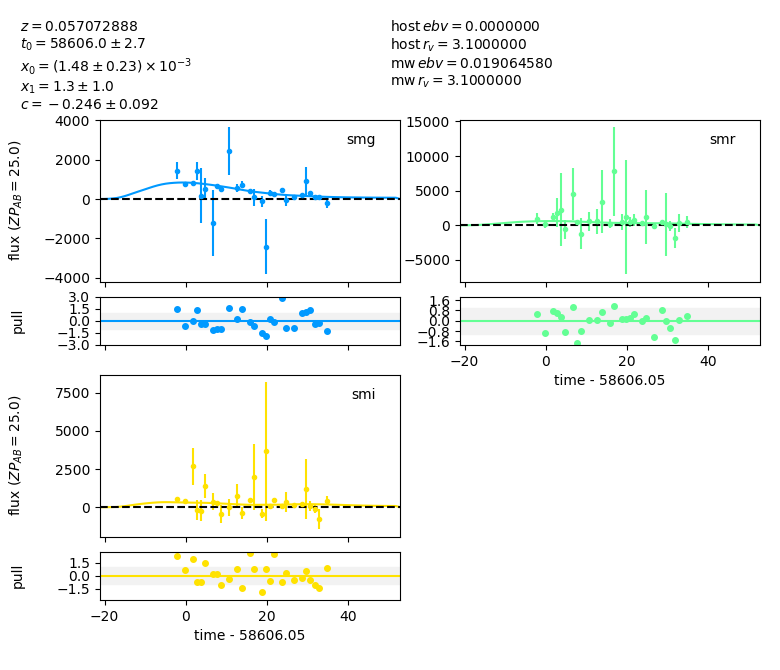 z = 0.057072888
t₀ = 58606.0 ± 2.7
x₀ = (1.48 ± 0.23) × 10⁻³
x₁ = 1.3 ± 1.0
c = −0.246 ± 0.092
host ebv = 0.0000000
host r_v = 3.1000000
mw ebv = 0.019064580
mw r_v = 3.1000000
smg
4000
2000
0
−2000
−4000
flux (ZP_AB = 25.0)
smr
15000
10000
5000
0
−5000
3.0
1.5
0.0
−1.5
−3.0
pull
1.6
0.8
0.0
−0.8
−1.6
−20 0 20 40
time - 58606.05
smi
7500
5000
2500
0
flux (ZP_AB = 25.0)
1.5
0.0
−1.5
pull
−20 0 20 40
time - 58606.05